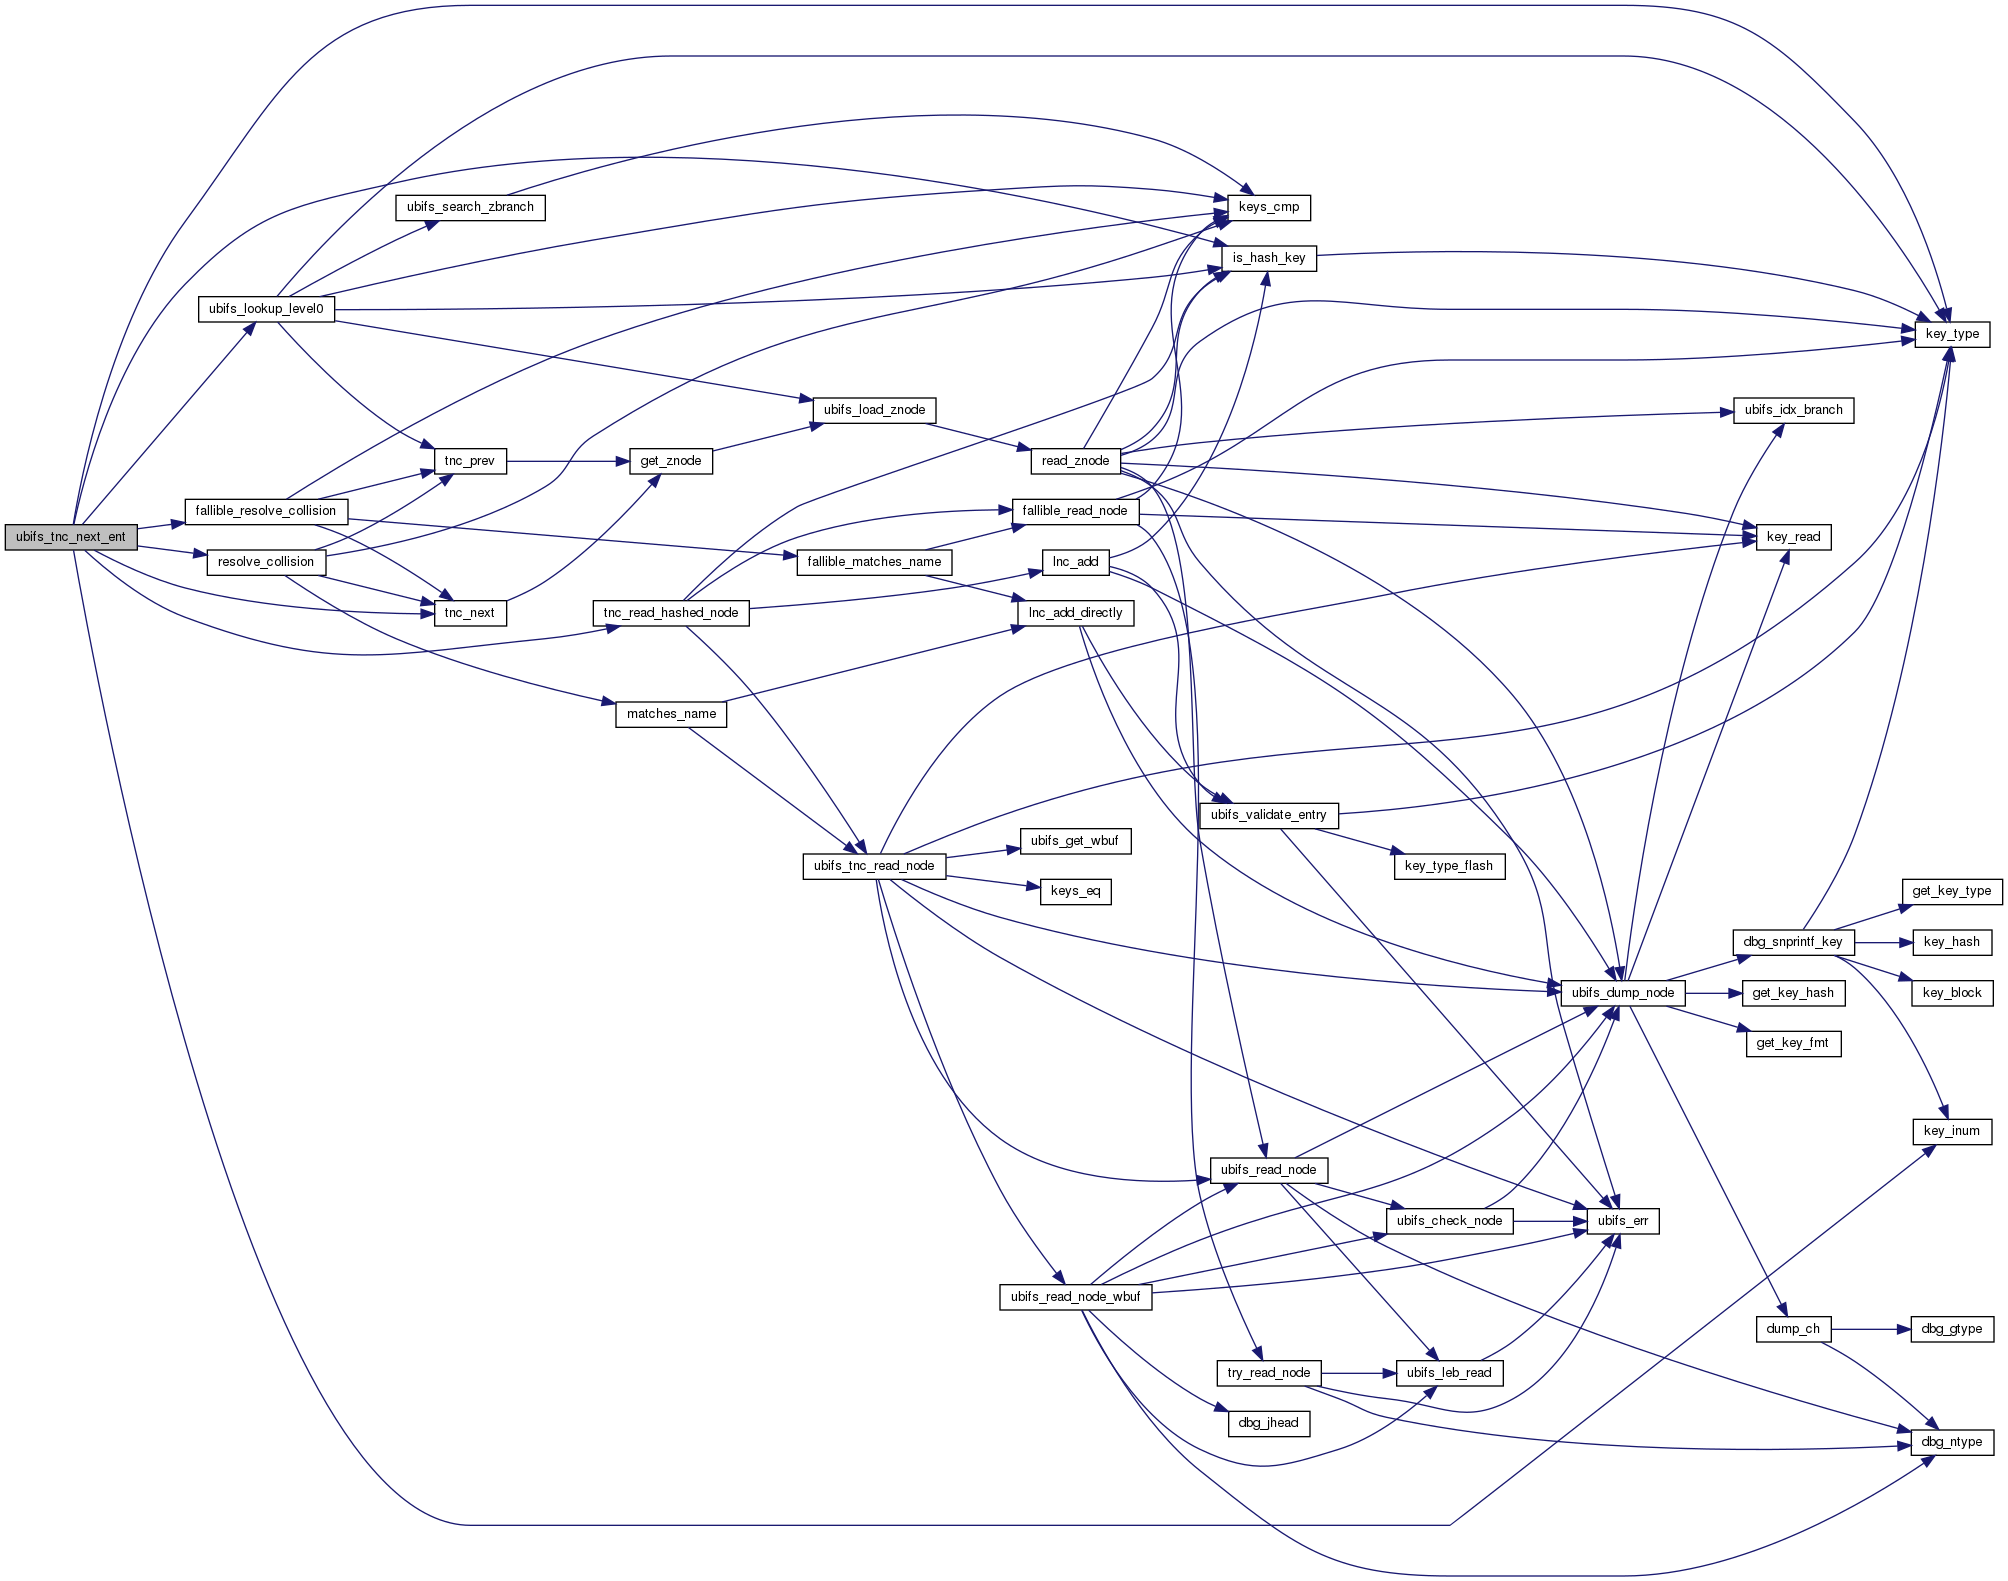 ubifs_tnc_next_ent
ubifs_lookup_level0
fallible_resolve_collision
resolve_collision
ubifs_search_zbranch
tnc_prev
tnc_next
get_znode
tnc_read_hashed_node
matches_name
ubifs_load_znode
fallible_matches_name
ubifs_tnc_read_node
read_znode
fallible_read_node
lnc_add
lnc_add_directly
ubifs_get_wbuf
keys_eq
ubifs_read_node_wbuf
keys_cmp
is_hash_key
ubifs_validate_entry
ubifs_read_node
try_read_node
dbg_jhead
key_type_flash
ubifs_check_node
ubifs_leb_read
ubifs_dump_node
ubifs_err
ubifs_idx_branch
key_read
dbg_snprintf_key
get_key_hash
get_key_fmt
dump_ch
key_type
get_key_type
key_hash
key_block
key_inum
dbg_gtype
dbg_ntype